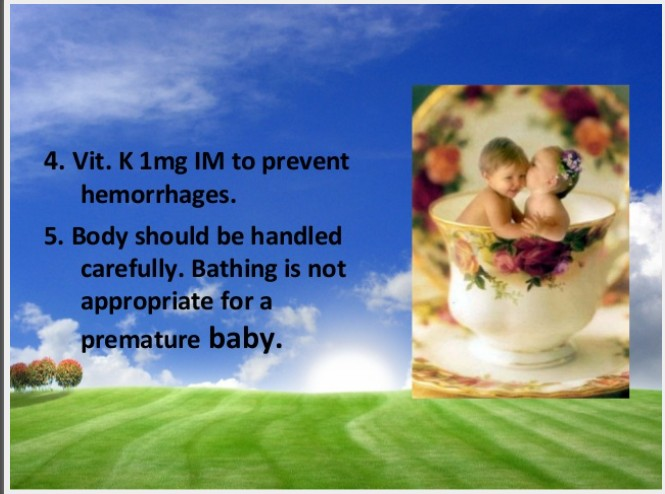 4. Vit. K 1mg IM to prevent
hemorrhages.
5. Body should be handled
carefully. Bathing is not
appropriate for a
premature baby.